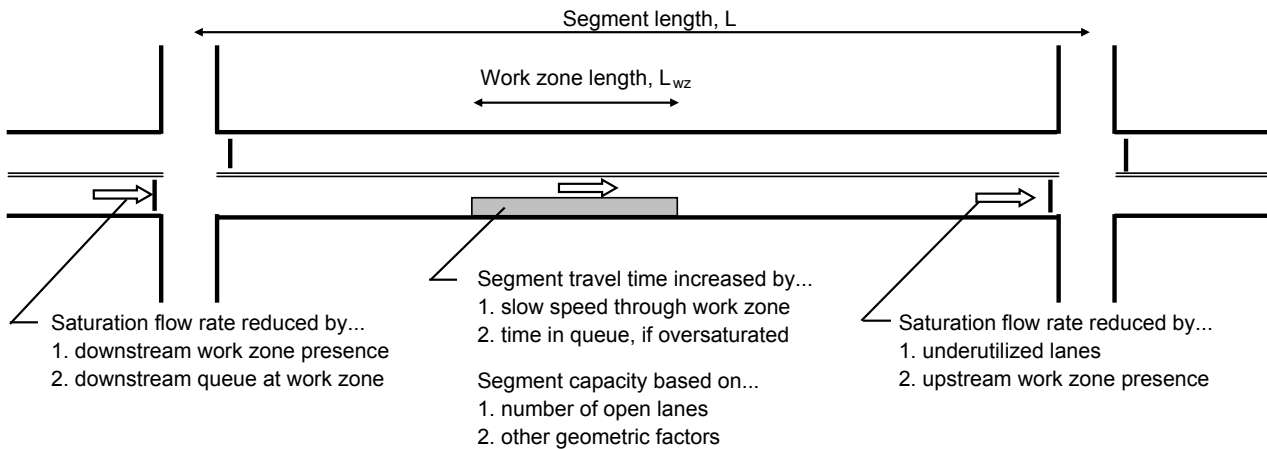 Segment length, L
Work zone length, Lwz
Saturation flow rate reduced by...
1. downstream work zone presence
2. downstream queue at work zone
Segment travel time increased by...
1. slow speed through work zone
2. time in queue, if oversaturated
Segment capacity based on...
1. number of open lanes
2. other geometric factors
Saturation flow rate reduced by...
1. underutilized lanes
2. upstream work zone presence